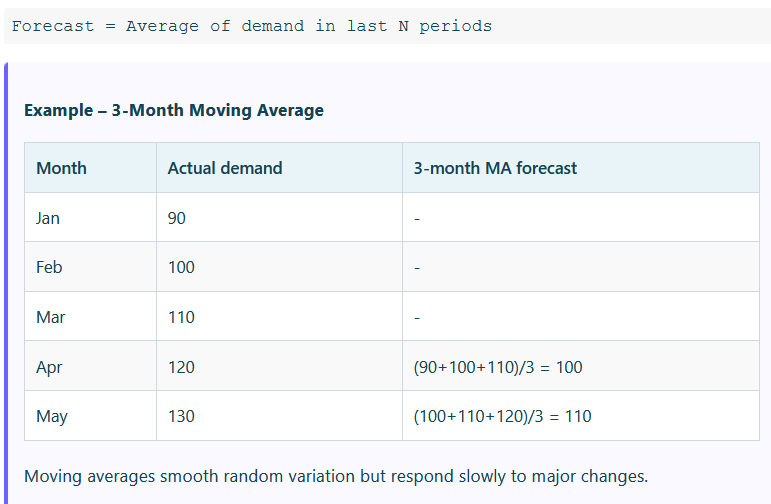 Forecast = Average of demand in last N periods
Example – 3-Month Moving Average
Month Actual demand 3-month MA forecast
Jan 90 -
Feb 100 -
Mar 110 -
Apr 120 (90+100+110)/3 = 100
May 130 (100+110+120)/3 = 110
Moving averages smooth random variation but respond slowly to major changes.